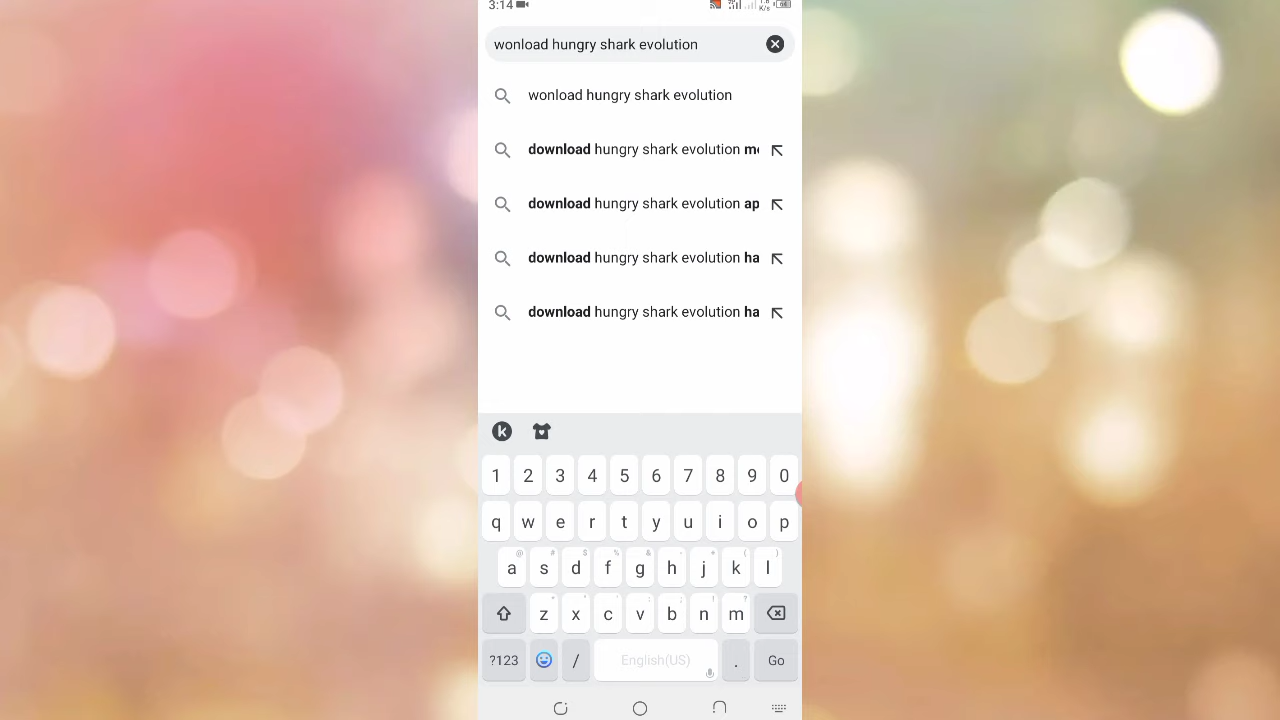 3:14
wonload hungry shark evolution
wonload hungry shark evolution
download hungry shark evolution
download hungry shark evolution ap
download hungry shark evolution ha
download hungry shark evolution ha
1 2 3 4 5 6 7 8 9 0
q w e r t y u i o p
@ # $ % & - + ( )
a s d f g h j k l
z x c v b n m
?123 / English(US) . Go